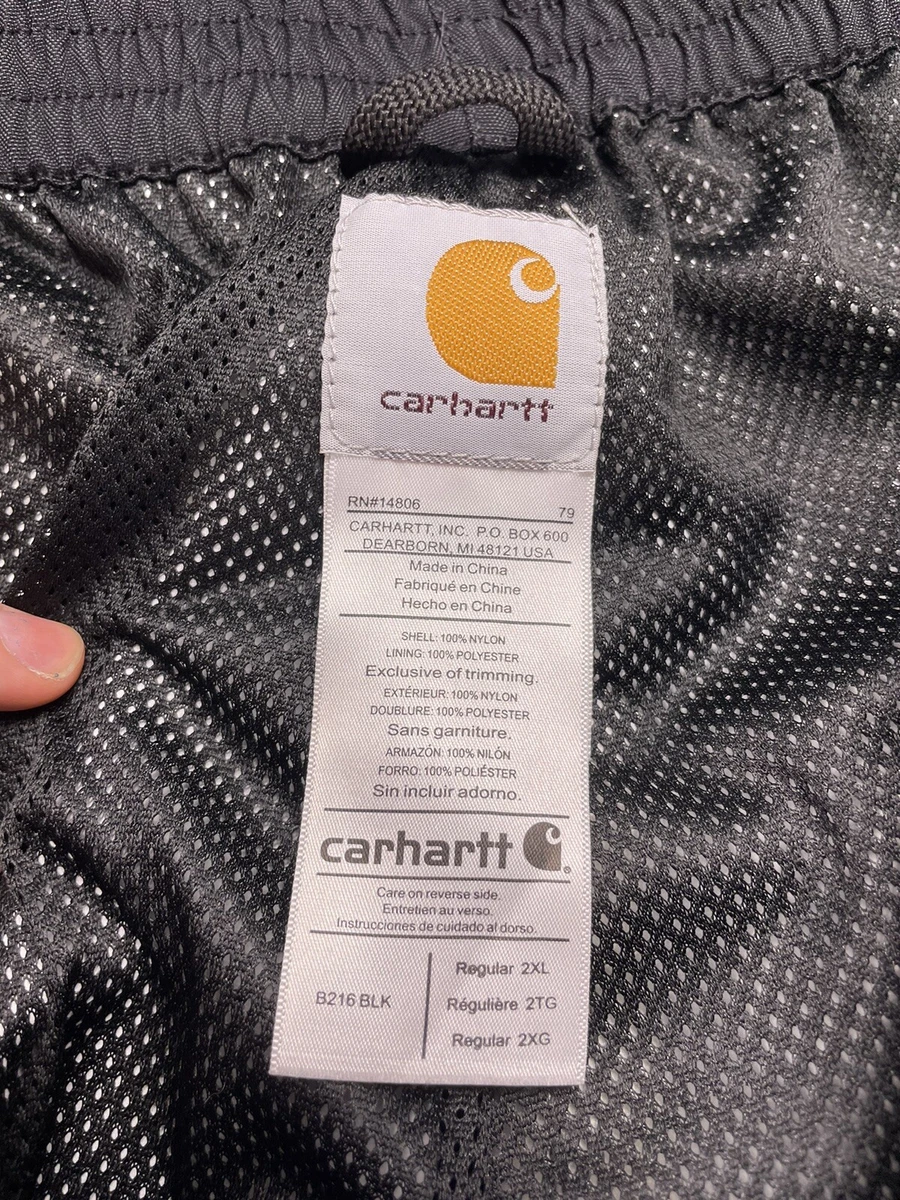 carhartt
RN#14806 79
CARHARTT, INC. P.O. BOX 600
DEARBORN, MI 48121 USA
Made in China
Fabriqué en Chine
Hecho en China
SHELL: 100% NYLON
LINING: 100% POLYESTER
Exclusive of trimming.
EXTÉRIEUR: 100% NYLON
DOUBLURE: 100% POLYESTER
Sans garniture.
ARMAZÓN: 100% NILÓN
FORRO: 100% POLIÉSTER
Sin incluir adorno.
carhartt
Care on reverse side.
Entretien au verso.
Instrucciones de cuidado al dorso.
B216 BLK
Regular 2XL
Régulière 2TG
Regular 2XG